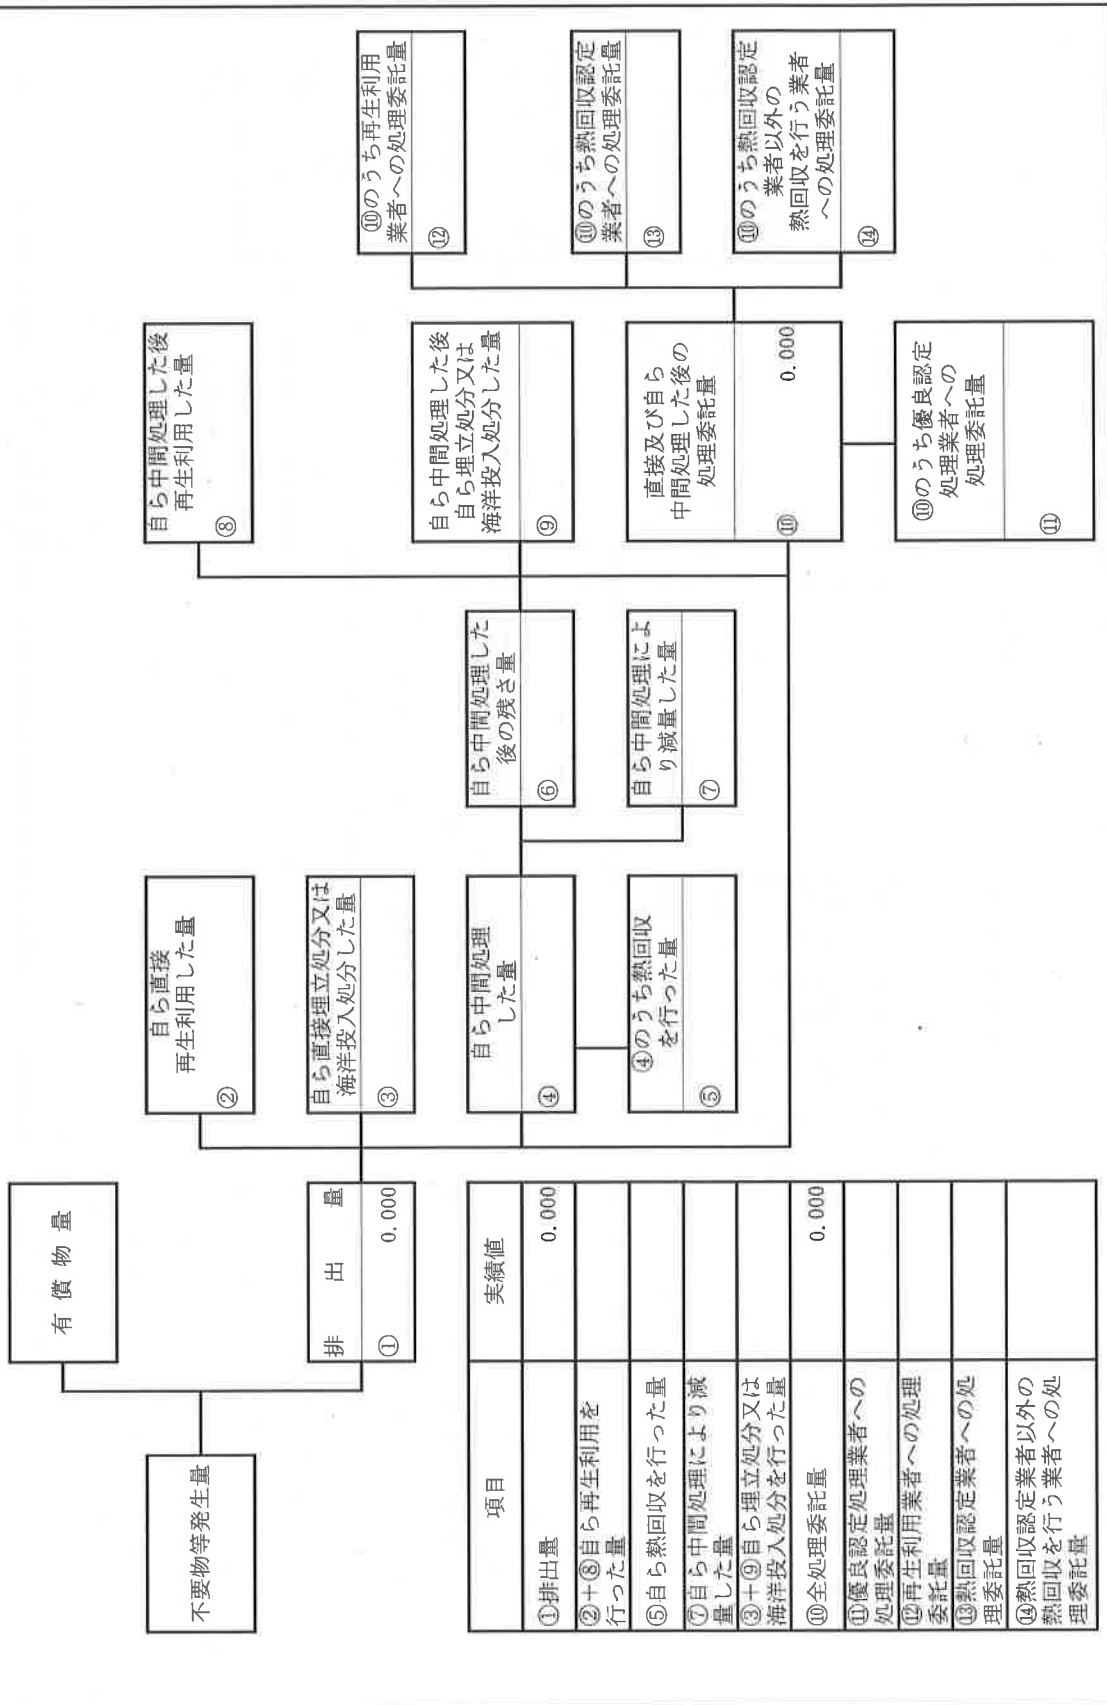 不要物等発生量
有償物量
排出量
① 0.000
自ら直接
再生利用した量
②
自ら直接埋立処分又は
海洋投入処分した量
③
自ら中間処理
した量
④
④のうち熱回収
を行った量
⑤
自ら中間処理した
後の残さ量
⑥
自ら中間処理によ
り減量した量
⑦
自ら中間処理した後
再生利用した量
⑧
自ら中間処理した後
自ら埋立処分又は
海洋投入処分した量
⑨
直接及び自ら
中間処理した後の
処理委託量
⑩ 0.000
⑩のうち優良認定
処理業者への
処理委託量
⑪
⑩のうち再生利用
業者への処理委託量
⑫
⑩のうち熱回収認定
業者への処理委託量
⑬
⑩のうち熱回収認定
業者以外の
熱回収を行う業者
への処理委託量
⑭
項目 実績値
①排出量 0.000
②＋⑧自ら再生利用を
行った量
⑤自ら熱回収を行った量
⑦自ら中間処理により減
量した量
③＋⑨自ら埋立処分又は
海洋投入処分を行った量
⑩全処理委託量 0.000
⑪優良認定処理業者への
処理委託量
⑫再生利用業者への処理
委託量
⑬熱回収認定業者への処
理委託量
⑭熱回収認定業者以外の
熱回収を行う業者への処
理委託量